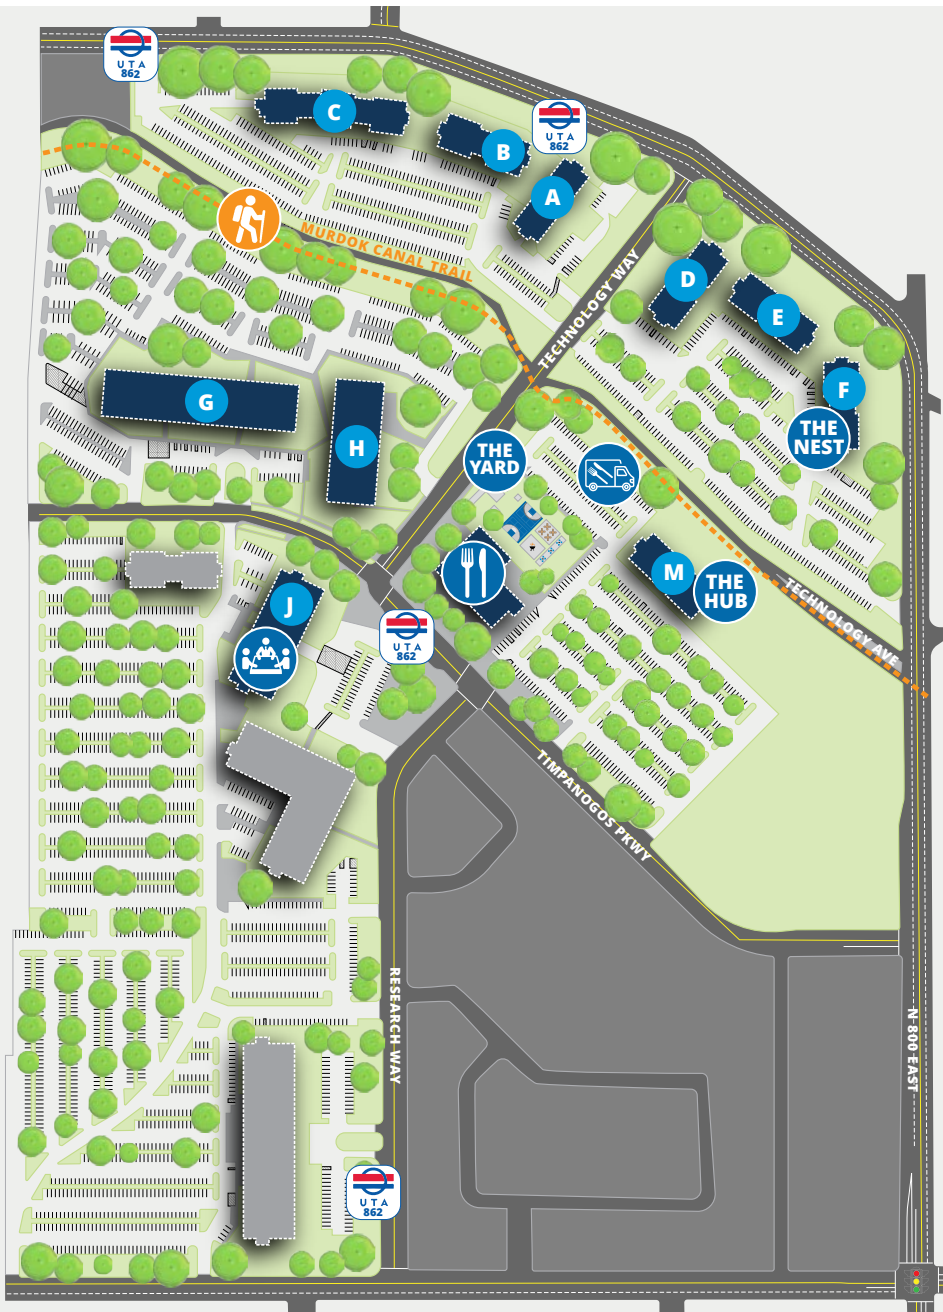 UTA
862
C
B
UTA
862
A
MURDOK CANAL TRAIL
TECHNOLOGY WAY
D
E
F
THE
NEST
G
H
THE
YARD
M
THE
HUB
J
UTA
862
TECHNOLOGY AVE
TIMPANOGOS PKWY
RESEARCH WAY
N 800 EAST
UTA
862